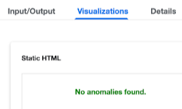 Input/Output Visualizations Details
Static HTML
No anomalies found.